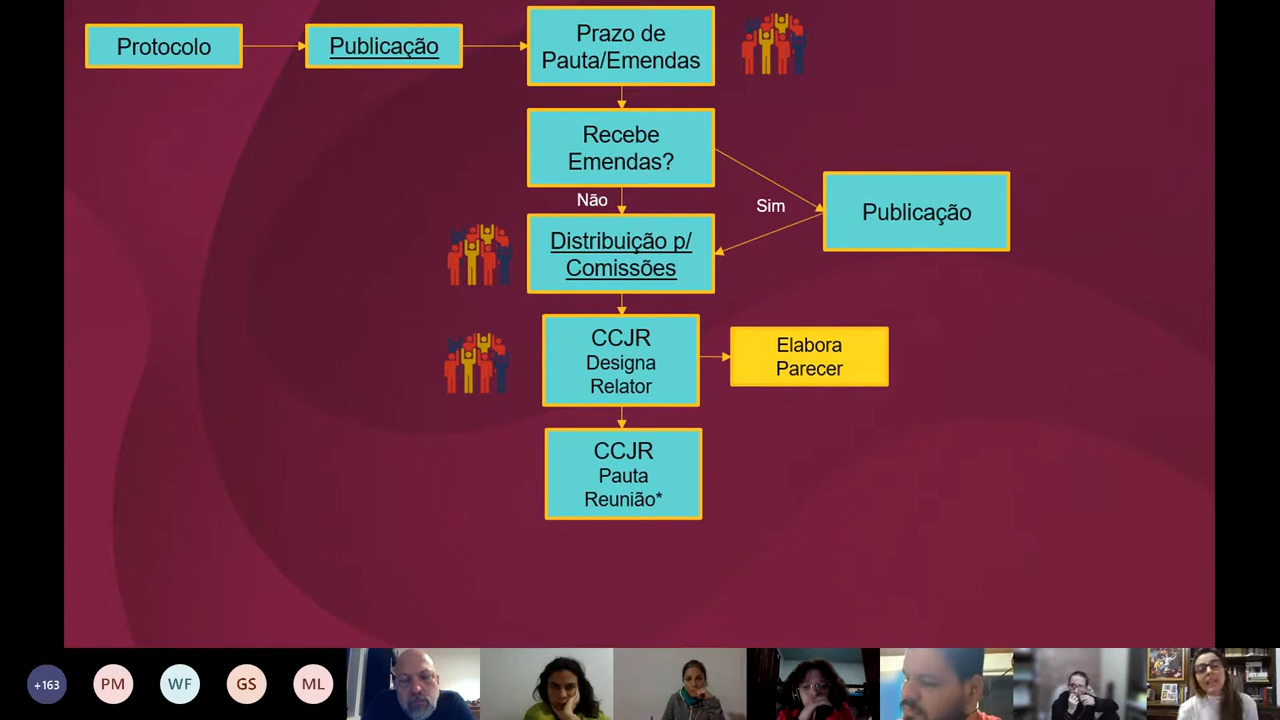 Protocolo
Publicação
Prazo de
Pauta/Emendas
Recebe
Emendas?
Não
Sim
Publicação
Distribuição p/
Comissões
CCJR
Designa
Relator
Elabora
Parecer
CCJR
Pauta
Reunião*
+163
PM
WF
GS
ML